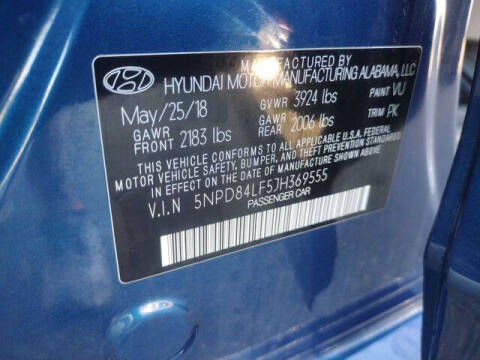 MANUFACTURED BY
HYUNDAI MOTOR MANUFACTURING ALABAMA, LLC
May/25/18 GVWR 3924 lbs PAINT VU
GAWR FRONT 2183 lbs GAWR REAR 2006 lbs TRIM PK
THIS VEHICLE CONFORMS TO ALL APPLICABLE U.S.A. FEDERAL
MOTOR VEHICLE SAFETY, BUMPER, AND THEFT PREVENTION STANDARDS
IN EFFECT ON THE DATE OF MANUFACTURE SHOWN ABOVE.
V.I.N 5NPD84LF5JH369555
PASSENGER CAR